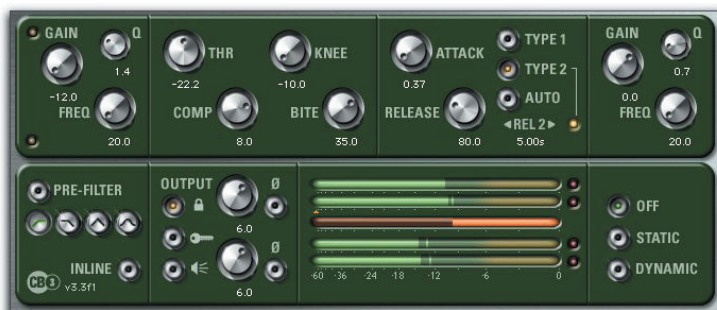 GAIN Q
1.4
-12.0
FREQ
20.0
THR KNEE
-22.2 -10.0
COMP BITE
8.0 35.0
ATTACK
0.37
RELEASE
80.0
TYPE 1
TYPE 2
AUTO
◀REL 2▶
5.00s
GAIN Q
0.7
0.0
FREQ
20.0
PRE-FILTER
INLINE
CB3 v3.3f1
OUTPUT Ø
6.0
Ø
6.0
-60 -36 -24 -18 -12 -6 0
OFF
STATIC
DYNAMIC